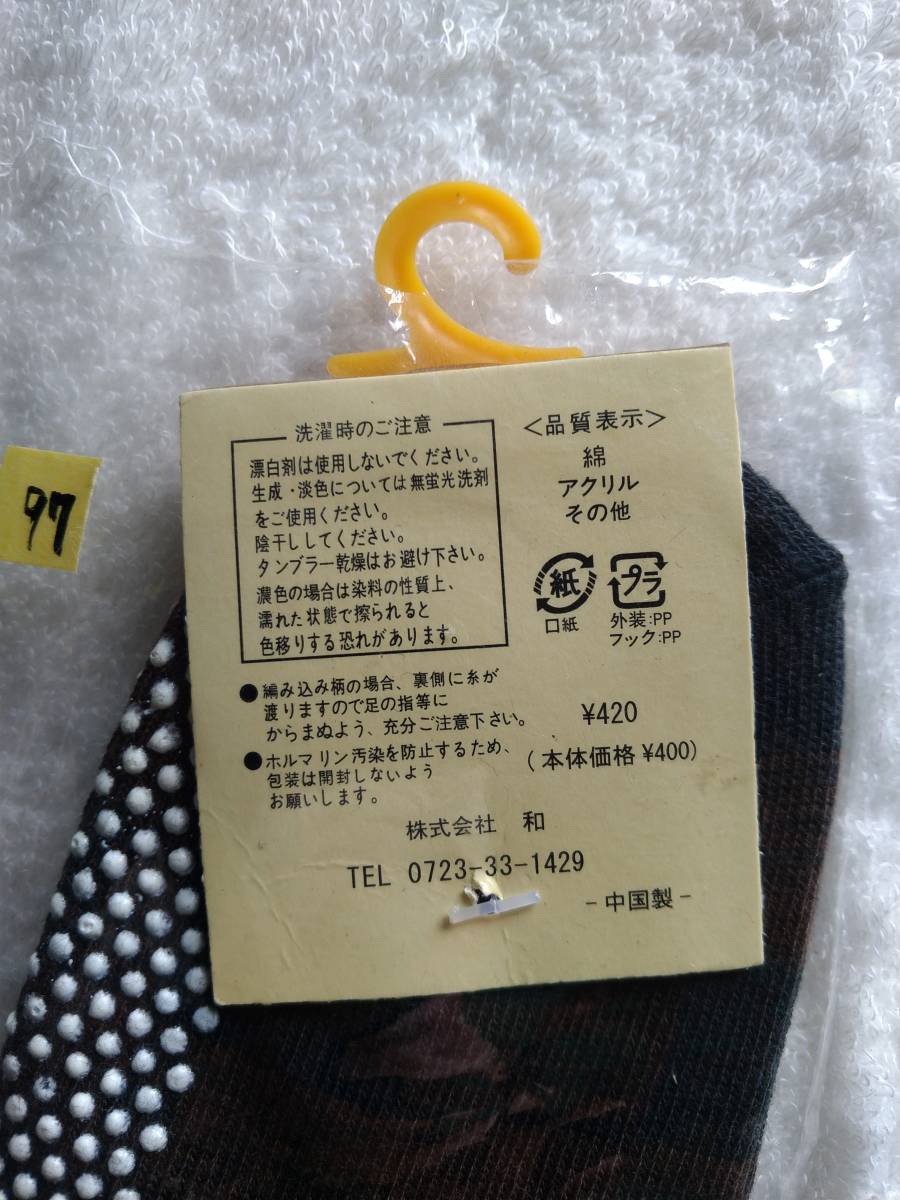 97
洗濯時のご注意
漂白剤は使用しないでください。
生成・淡色については無蛍光洗剤
をご使用ください。
陰干ししてください。
タンブラー乾燥はお避け下さい。
濃色の場合は染料の性質上、
濡れた状態で擦られると
色移りする恐れがあります。
<品質表示>
綿
アクリル
その他
紙
口紙
プラ
外装:PP
フック:PP
●編み込み柄の場合、裏側に糸が
渡りますので足の指等に
からまぬよう、充分ご注意下さい。
●ホルマリン汚染を防止するため、
包装は開封しないよう
お願いします。
¥420
(本体価格 ¥400)
株式会社 和
TEL 0723-33-1429
-中国製-